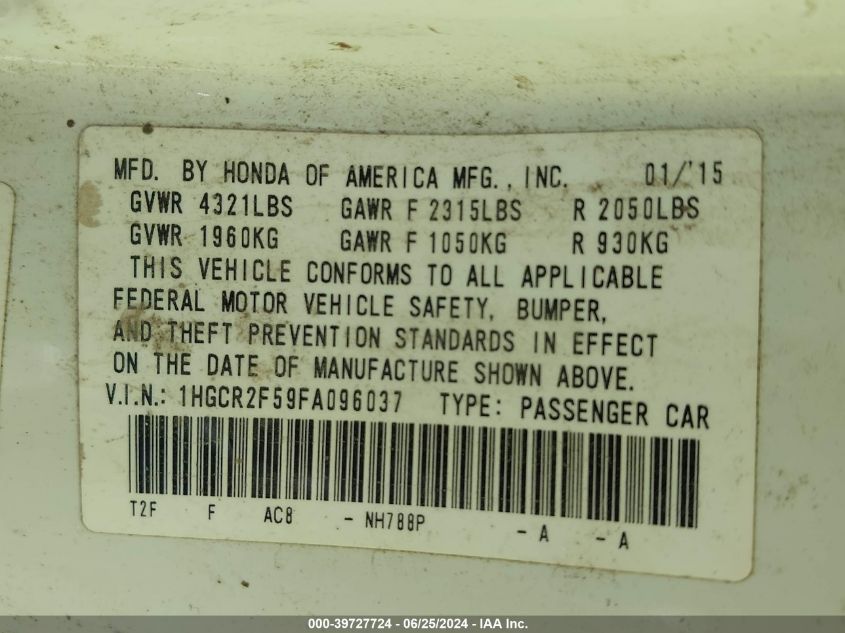 MFD. BY HONDA OF AMERICA MFG., INC. 01/'15
GVWR 4321LBS GAWR F 2315LBS R 2050LBS
GVWR 1960KG GAWR F 1050KG R 930KG
THIS VEHICLE CONFORMS TO ALL APPLICABLE
FEDERAL MOTOR VEHICLE SAFETY, BUMPER,
AND THEFT PREVENTION STANDARDS IN EFFECT
ON THE DATE OF MANUFACTURE SHOWN ABOVE.
V.I.N.: 1HGCR2F59FA096037 TYPE: PASSENGER CAR
T2F F AC8 - NH788P - A - A
000-39727724 - 06/25/2024 - IAA Inc.